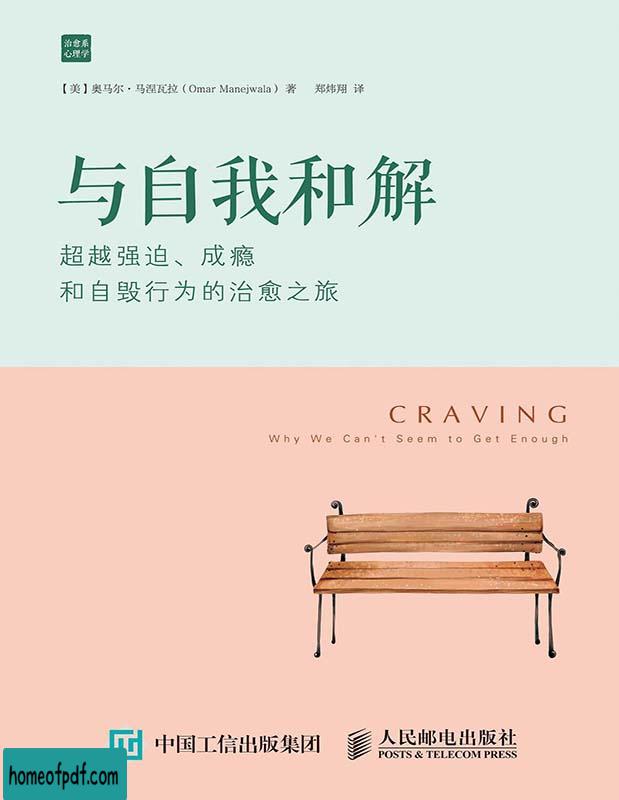 治愈系
心理学
【美】奥马尔·马涅瓦拉（Omar Manejwala）著 郑炜翔 译
与自我和解
超越强迫、成瘾
和自毁行为的治愈之旅
CRAVING
Why We Can't Seem to Get Enough
中国工信出版集团 人民邮电出版社
POSTS & TELECOM PRESS
homeofpdf.com